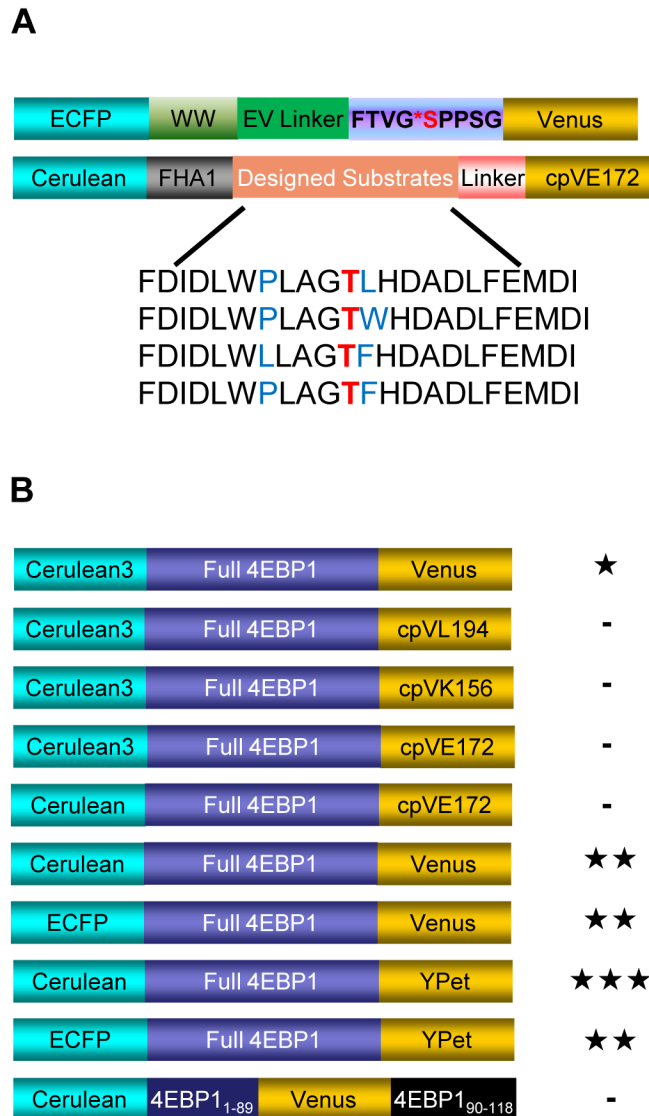 A
ECFP WW EV Linker FTVG*SPPSG Venus
Cerulean FHA1 Designed Substrates Linker cpVE172
FDIDLWPLAGTLHDADLFEMDI
FDIDLWPLAGTWHDADLFEMDI
FDIDLWLLAGTFHDADLFEMDI
FDIDLWPLAGTFHDADLFEMDI
B
Cerulean3 Full 4EBP1 Venus ★
Cerulean3 Full 4EBP1 cpVL194 -
Cerulean3 Full 4EBP1 cpVK156 -
Cerulean3 Full 4EBP1 cpVE172 -
Cerulean Full 4EBP1 cpVE172 -
Cerulean Full 4EBP1 Venus ★★
ECFP Full 4EBP1 Venus ★★
Cerulean Full 4EBP1 YPet ★★★
ECFP Full 4EBP1 YPet ★★
Cerulean 4EBP1₁₋₈₉ Venus 4EBP1₉₀₋₁₁₈ -